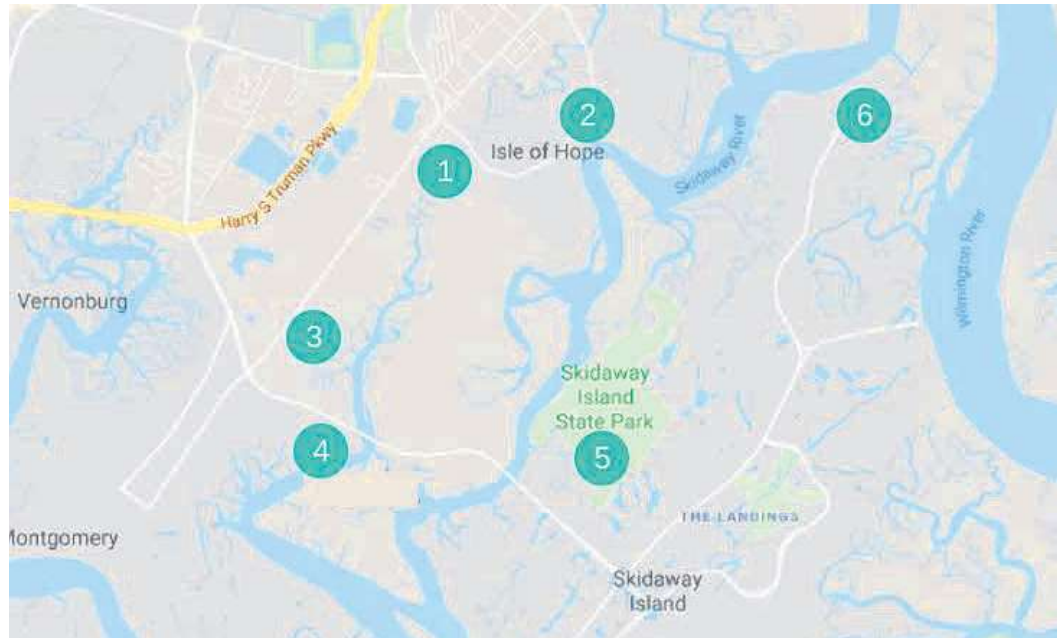 2
6
1
Isle of Hope
Skidaway River
Harry S Truman Pkwy
Wilmington River
Vernonburg
3
Skidaway
Island
State Park
4
5
THE LANDINGS
Montgomery
Skidaway
Island